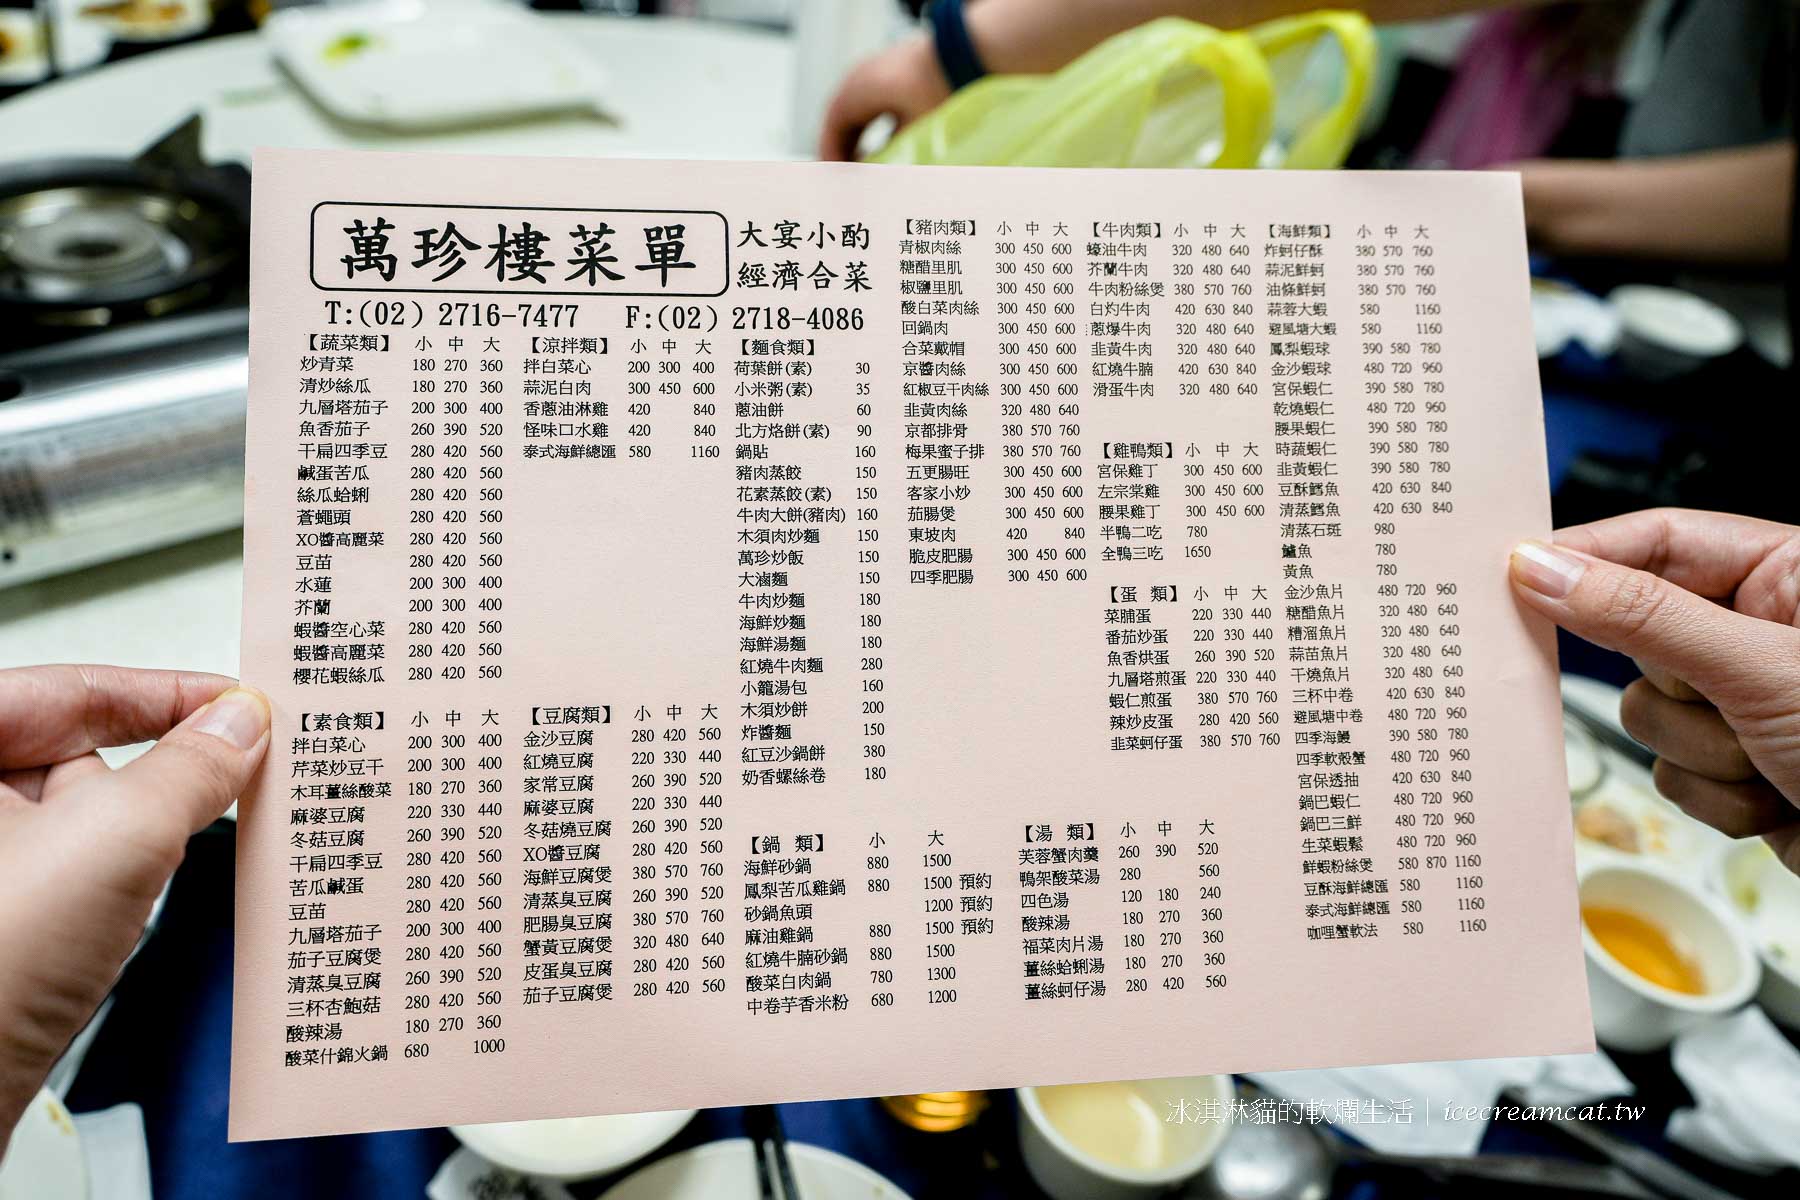 萬珍樓菜單
大宴小酌
經濟合菜
T:(02) 2716-7477 F:(02) 2718-4086
【蔬菜類】 小 中 大
炒青菜 180 270 360
清炒絲瓜 180 270 360
九層塔茄子 200 300 400
魚香茄子 260 390 520
干扁四季豆 280 420 560
鹹蛋苦瓜 280 420 560
絲瓜蛤蜊 280 420 560
蒼蠅頭 280 420 560
XO醬高麗菜 280 420 560
豆苗 280 420 560
水蓮 200 300 400
芥蘭 200 300 400
蝦醬空心菜 280 420 560
蝦醬高麗菜 280 420 560
櫻花蝦絲瓜 280 420 560
【素食類】 小 中 大
拌白菜心 200 300 400
芹菜炒豆干 200 300 400
木耳薑絲酸菜 180 270 360
麻婆豆腐 220 330 440
冬菇豆腐 260 390 520
干扁四季豆 280 420 560
苦瓜鹹蛋 280 420 560
豆苗 280 420 560
九層塔茄子 200 300 400
茄子豆腐煲 280 420 560
清蒸臭豆腐 260 390 520
三杯杏鮑菇 280 420 560
酸辣湯 180 270 360
酸菜什錦火鍋 680 1000
【涼拌類】 小 中 大
拌白菜心 200 300 400
蒜泥白肉 300 450 600
香蔥油淋雞 420 840
怪味口水雞 420 840
泰式海鮮總匯 580 1160
【豆腐類】 小 中 大
金沙豆腐 280 420 560
紅燒豆腐 220 330 440
家常豆腐 260 390 520
麻婆豆腐 220 330 440
冬菇燒豆腐 260 390 520
XO醬豆腐 280 420 560
海鮮豆腐煲 380 570 760
清蒸臭豆腐 260 390 520
肥腸臭豆腐 380 570 760
蟹黃豆腐煲 320 480 640
皮蛋臭豆腐 280 420 560
茄子豆腐煲 280 420 560
【麵食類】
荷葉餅(素) 30
小米粥(素) 35
蔥油餅 60
北方烙餅(素) 90
鍋貼 160
豬肉蒸餃 150
花素蒸餃(素) 150
牛肉大餅(豬肉) 160
木須肉炒麵 150
萬珍炒飯 150
大滷麵 150
牛肉炒麵 180
海鮮炒麵 180
海鮮湯麵 180
紅燒牛肉麵 280
小籠湯包 160
木須炒餅 200
炸醬麵 150
紅豆沙鍋餅 380
奶香螺絲卷 180
【鍋 類】 小 大
海鮮砂鍋 880 1500
鳳梨苦瓜雞鍋 880 1500 預約
砂鍋魚頭 1200 預約
麻油雞鍋 880 1500 預約
紅燒牛腩砂鍋 880 1500
酸菜白肉鍋 780 1300
中卷芋香米粉 680 1200
【豬肉類】 小 中 大
青椒肉絲 300 450 600
糖醋里肌 300 450 600
椒鹽里肌 300 450 600
酸白菜肉絲 300 450 600
回鍋肉 300 450 600
合菜戴帽 300 450 600
京醬肉絲 300 450 600
紅椒豆干肉絲 300 450 600
韭黃肉絲 320 480 640
京都排骨 380 570 760
梅果蜜子排 380 570 760
五更腸旺 300 450 600
客家小炒 300 450 600
茄腸煲 300 450 600
東坡肉 420 840
脆皮肥腸 300 450 600
四季肥腸 300 450 600
【湯 類】 小 中 大
芙蓉蟹肉羹 260 390 520
鴨架酸菜湯 280 560
四色湯 120 180 240
酸辣湯 180 270 360
福菜肉片湯 180 270 360
薑絲蛤蜊湯 180 270 360
薑絲蚵仔湯 280 420 560
【牛肉類】 小 中 大
蠔油牛肉 320 480 640
芥蘭牛肉 320 480 640
牛肉粉絲煲 380 570 760
白灼牛肉 420 630 840
蔥爆牛肉 320 480 640
韭黃牛肉 320 480 640
紅燒牛腩 420 630 840
滑蛋牛肉 320 480 640
【雞鴨類】 小 中 大
宮保雞丁 300 450 600
左宗棠雞 300 450 600
腰果雞丁 300 450 600
半鴨二吃 780
全鴨三吃 1650
【蛋 類】 小 中 大
菜脯蛋 220 330 440
番茄炒蛋 220 330 440
魚香烘蛋 260 390 520
九層塔煎蛋 220 330 440
蝦仁煎蛋 380 570 760
辣炒皮蛋 280 420 560
韭菜蚵仔蛋 380 570 760
【海鮮類】 小 中 大
炸蚵仔酥 380 570 760
蒜泥鮮蚵 380 570 760
油條鮮蚵 380 570 760
蒜蓉大蝦 580 1160
避風塘大蝦 580 1160
鳳梨蝦球 390 580 780
金沙蝦球 480 720 960
宮保蝦仁 390 580 780
乾燒蝦仁 480 720 960
腰果蝦仁 390 580 780
時蔬蝦仁 390 580 780
韭黃蝦仁 390 580 780
豆酥鱈魚 420 630 840
清蒸鱈魚 420 630 840
清蒸石斑 980
鱸魚 780
黃魚 780
金沙魚片 480 720 960
糖醋魚片 320 480 640
糟溜魚片 320 480 640
蒜苗魚片 320 480 640
干燒魚片 320 480 640
三杯中卷 420 630 840
避風塘中卷 480 720 960
四季海鰻 390 580 780
四季軟殼蟹 480 720 960
宮保透抽 420 630 840
鍋巴蝦仁 480 720 960
鍋巴三鮮 480 720 960
生菜蝦鬆 480 720 960
鮮蝦粉絲煲 580 870 1160
豆酥海鮮總匯 580 1160
泰式海鮮總匯 580 1160
咖哩蟹軟法 580 1160
冰淇淋貓的軟爛生活|icecreamcat.tw